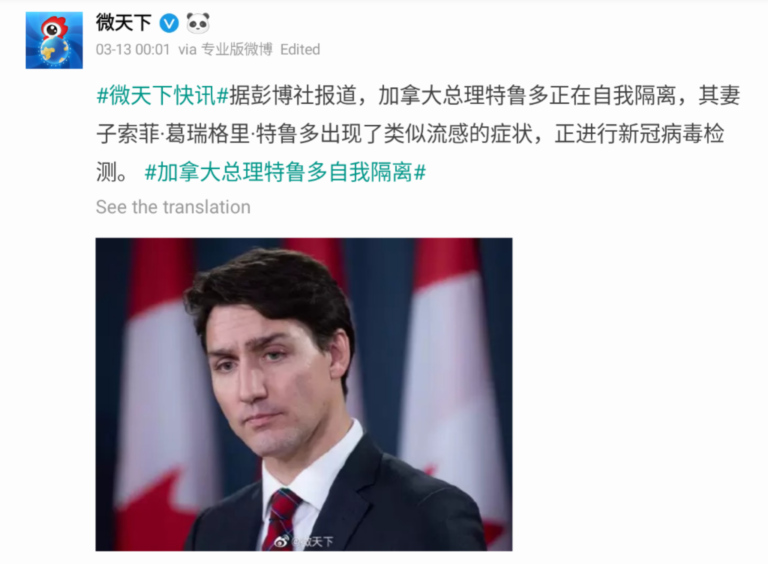 微天下
03-13 00:01 via 专业版微博 Edited
#微天下快讯#据彭博社报道，加拿大总理特鲁多正在自我隔离，其妻
子索菲·葛瑞格里·特鲁多出现了类似流感的症状，正进行新冠病毒检
测。 #加拿大总理特鲁多自我隔离#
See the translation
@微天下